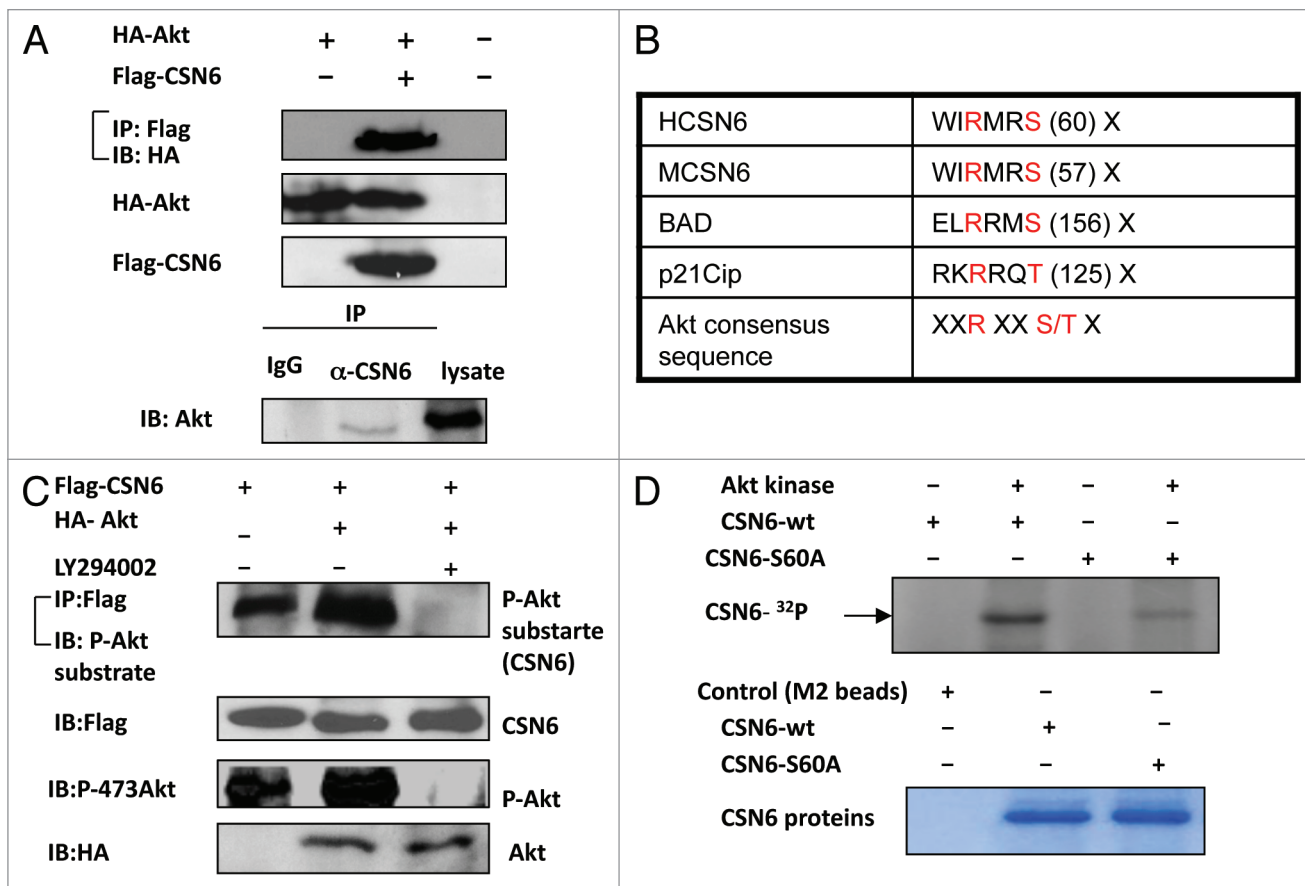 A
HA-Akt + + −
Flag-CSN6 − + −
IP: Flag
IB: HA
HA-Akt
Flag-CSN6
IP
IgG α-CSN6 lysate
IB: Akt
B
HCSN6 WIRMRS (60) X
MCSN6 WIRMRS (57) X
BAD ELRRMS (156) X
p21Cip RKRRQT (125) X
Akt consensus XXR XX S/T X
sequence
C
Flag-CSN6 + + +
HA- Akt − + +
LY294002 − − +
IP:Flag
IB: P-Akt
substrate
P-Akt
substarte
(CSN6)
IB:Flag CSN6
IB:P-473Akt P-Akt
IB:HA Akt
D
Akt kinase − + − +
CSN6-wt + + − −
CSN6-S60A − − + +
CSN6- ³²P
Control (M2 beads) + − −
CSN6-wt − + −
CSN6-S60A − − +
CSN6 proteins